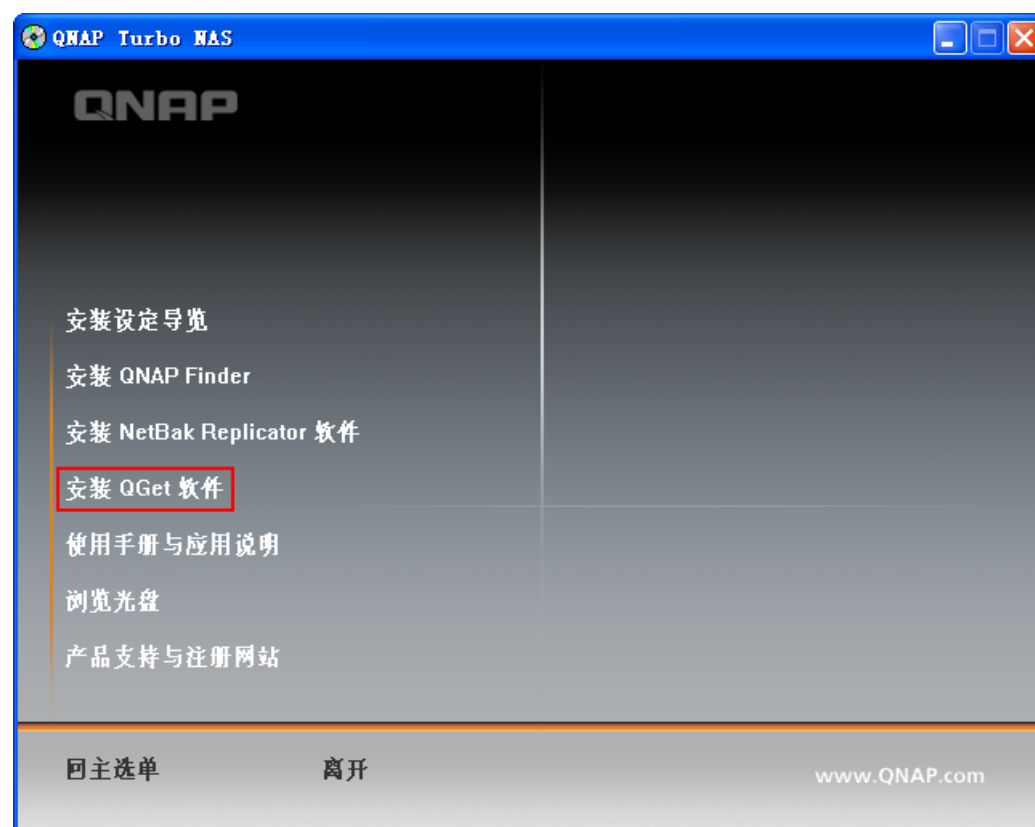 QNAP Turbo NAS
QNAP
安装设定导览
安装 QNAP Finder
安装 NetBak Replicator 软件
安装 QGet 软件
使用手册与应用说明
浏览光盘
产品支持与注册网站
回主选单 离开 www.QNAP.com